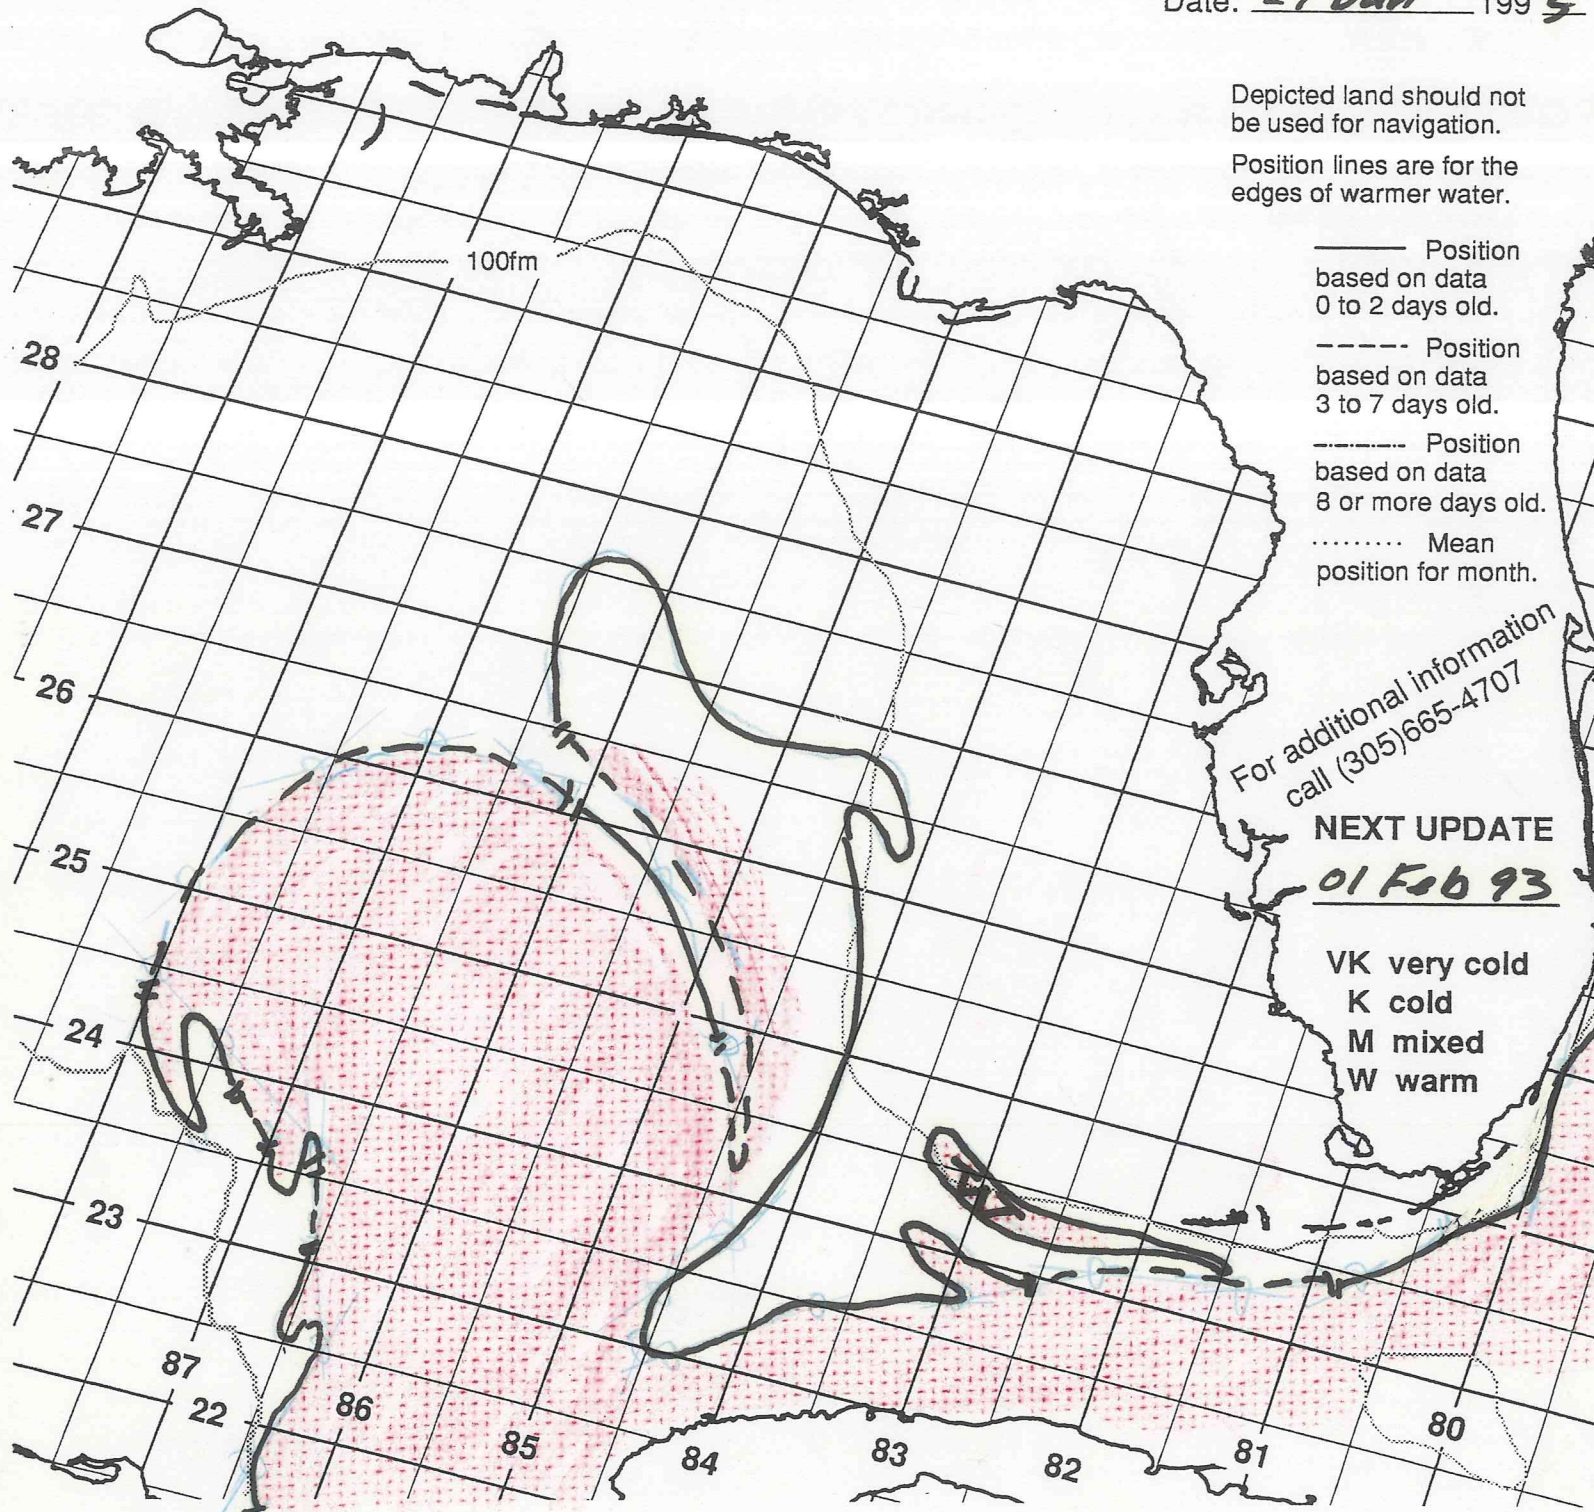 Date: Jan 199
Depicted land should not
be used for navigation.
Position lines are for the
edges of warmer water.
Position
based on data
0 to 2 days old.
Position
based on data
3 to 7 days old.
Position
based on data
8 or more days old.
Mean
position for month.
For additional information
call (305)665-4707
NEXT UPDATE
01 Feb 93
VK very cold
K cold
M mixed
W warm
100fm
28
27
26
25
24
23
22
87
86
85
84
83
82
81
80
W